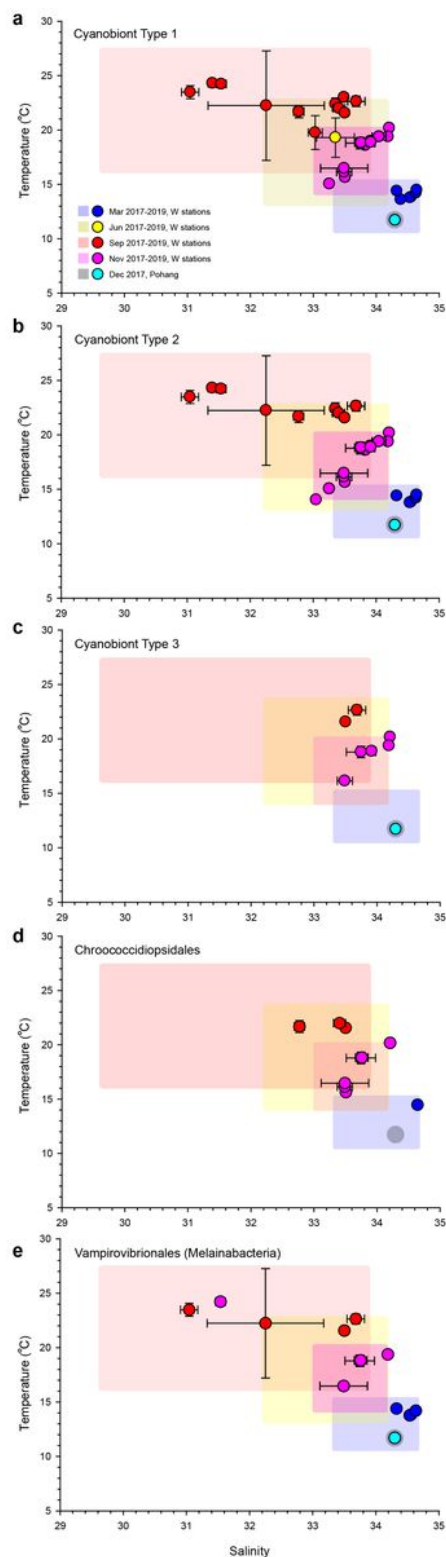 a
Cyanobiont Type 1
30
25
20
15
10
5
Temperature (°C)
Mar 2017-2019, W stations
Jun 2017-2019, W stations
Sep 2017-2019, W stations
Nov 2017-2019, W stations
Dec 2017, Pohang
29 30 31 32 33 34 35
b
Cyanobiont Type 2
30
25
20
15
10
5
Temperature (°C)
29 30 31 32 33 34 35
c
Cyanobiont Type 3
30
25
20
15
10
5
Temperature (°C)
29 30 31 32 33 34 35
d
Chroococcidiopsidales
30
25
20
15
10
5
Temperature (°C)
29 30 31 32 33 34 35
e
Vampirovibrionales (Melainabacteria)
30
25
20
15
10
5
Temperature (°C)
29 30 31 32 33 34 35
Salinity